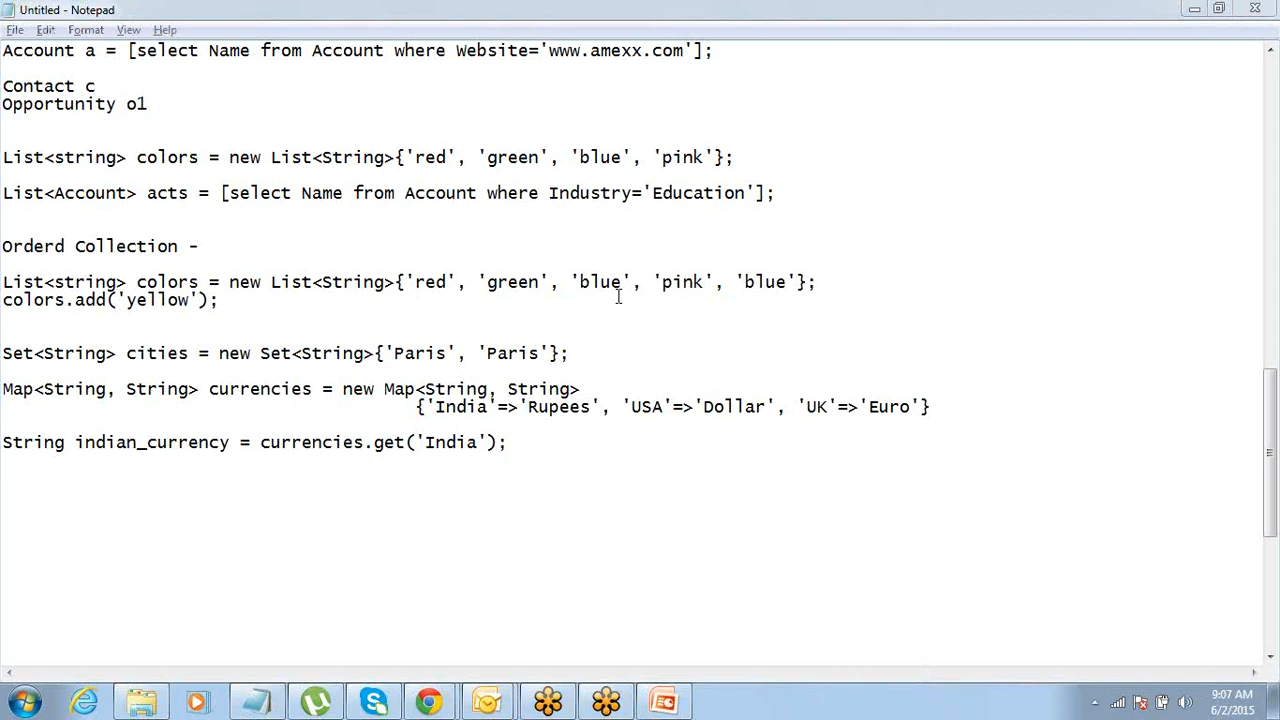 Untitled - Notepad
File Edit Format View Help
Account a = [select Name from Account where Website='www.amexx.com'];
Contact c
Opportunity o1
List<string> colors = new List<String>{'red', 'green', 'blue', 'pink'};
List<Account> acts = [select Name from Account where Industry='Education'];
Orderd Collection -
List<string> colors = new List<String>{'red', 'green', 'blue', 'pink', 'blue'};
colors.add('yellow');
Set<String> cities = new Set<String>{'Paris', 'Paris'};
Map<String, String> currencies = new Map<String, String>
{'India'=>'Rupees', 'USA'=>'Dollar', 'UK'=>'Euro'}
String indian_currency = currencies.get('India');
9:07 AM
6/2/2015